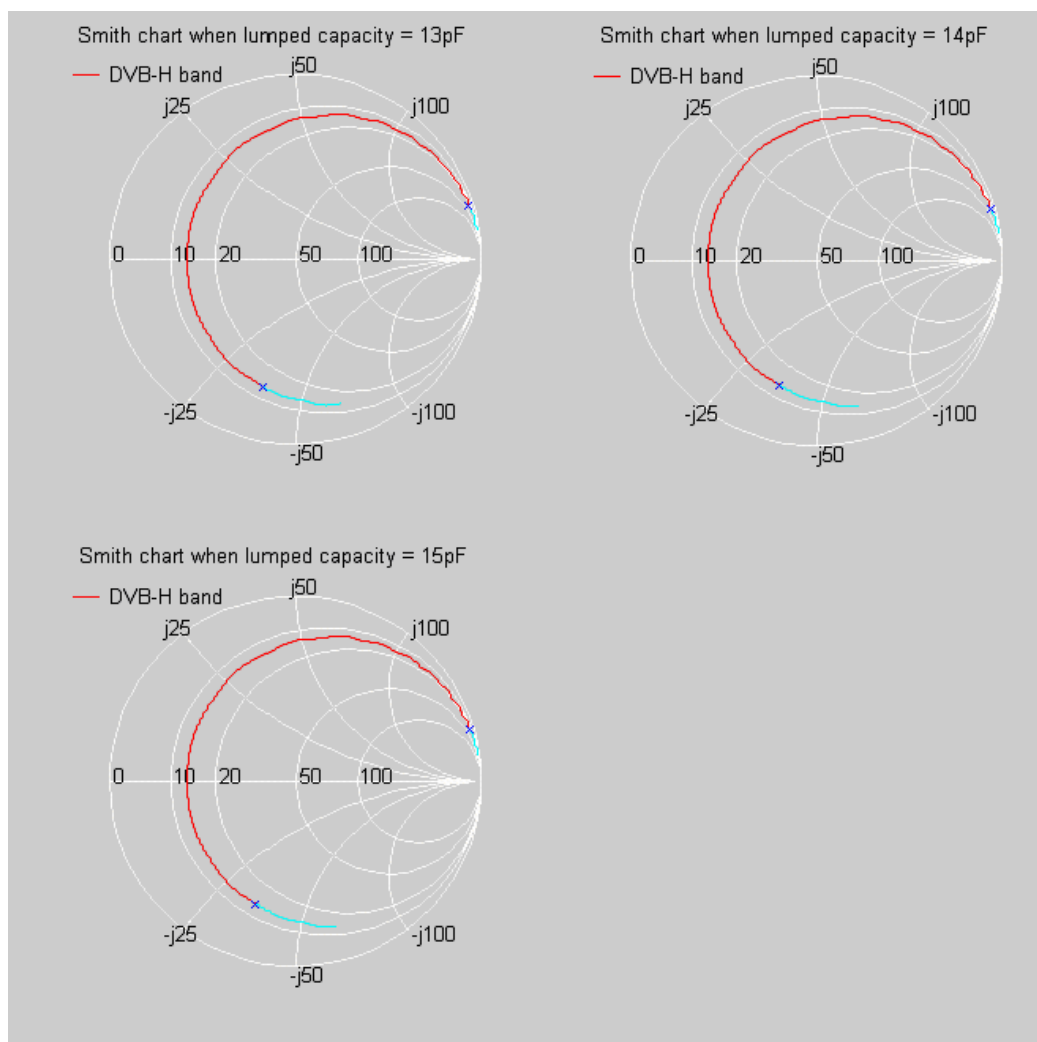 Smith chart when lumped capacity = 13pF
DVB-H band
j50
j25
j100
0
10
20
50
100
-j25
-j100
-j50
Smith chart when lumped capacity = 14pF
DVB-H band
j50
j25
j100
0
10
20
50
100
-j25
-j100
-j50
Smith chart when lumped capacity = 15pF
DVB-H band
j50
j25
j100
0
10
20
50
100
-j25
-j100
-j50